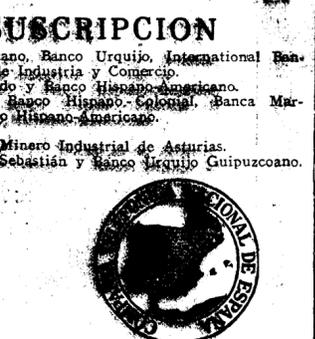 SUSCRIPCION
ano, Banco Urquijo, International Ban-
e Industria y Comercio.
do y Banco Hispano-Americano.
Banco Hispano Colonial, Banca Mar-
o Hispano-Americano.
Minero Industrial de Asturias.
Sebastián y Banco Urquijo Guipuzcoano.
CIONAL DE ESPAÑA